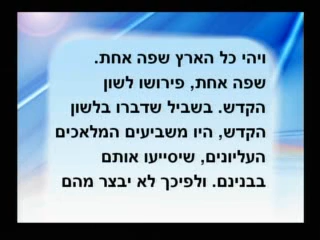 ויהי כל הארץ שפה אחת.
שפה אחת, פירושו לשון
הקדש. בשביל שדברו בלשון
הקדש, היו משביעים המלאכים
העליונים, שיסייעו אותם
בבנינם. ולפיכך לא יבצר מהם